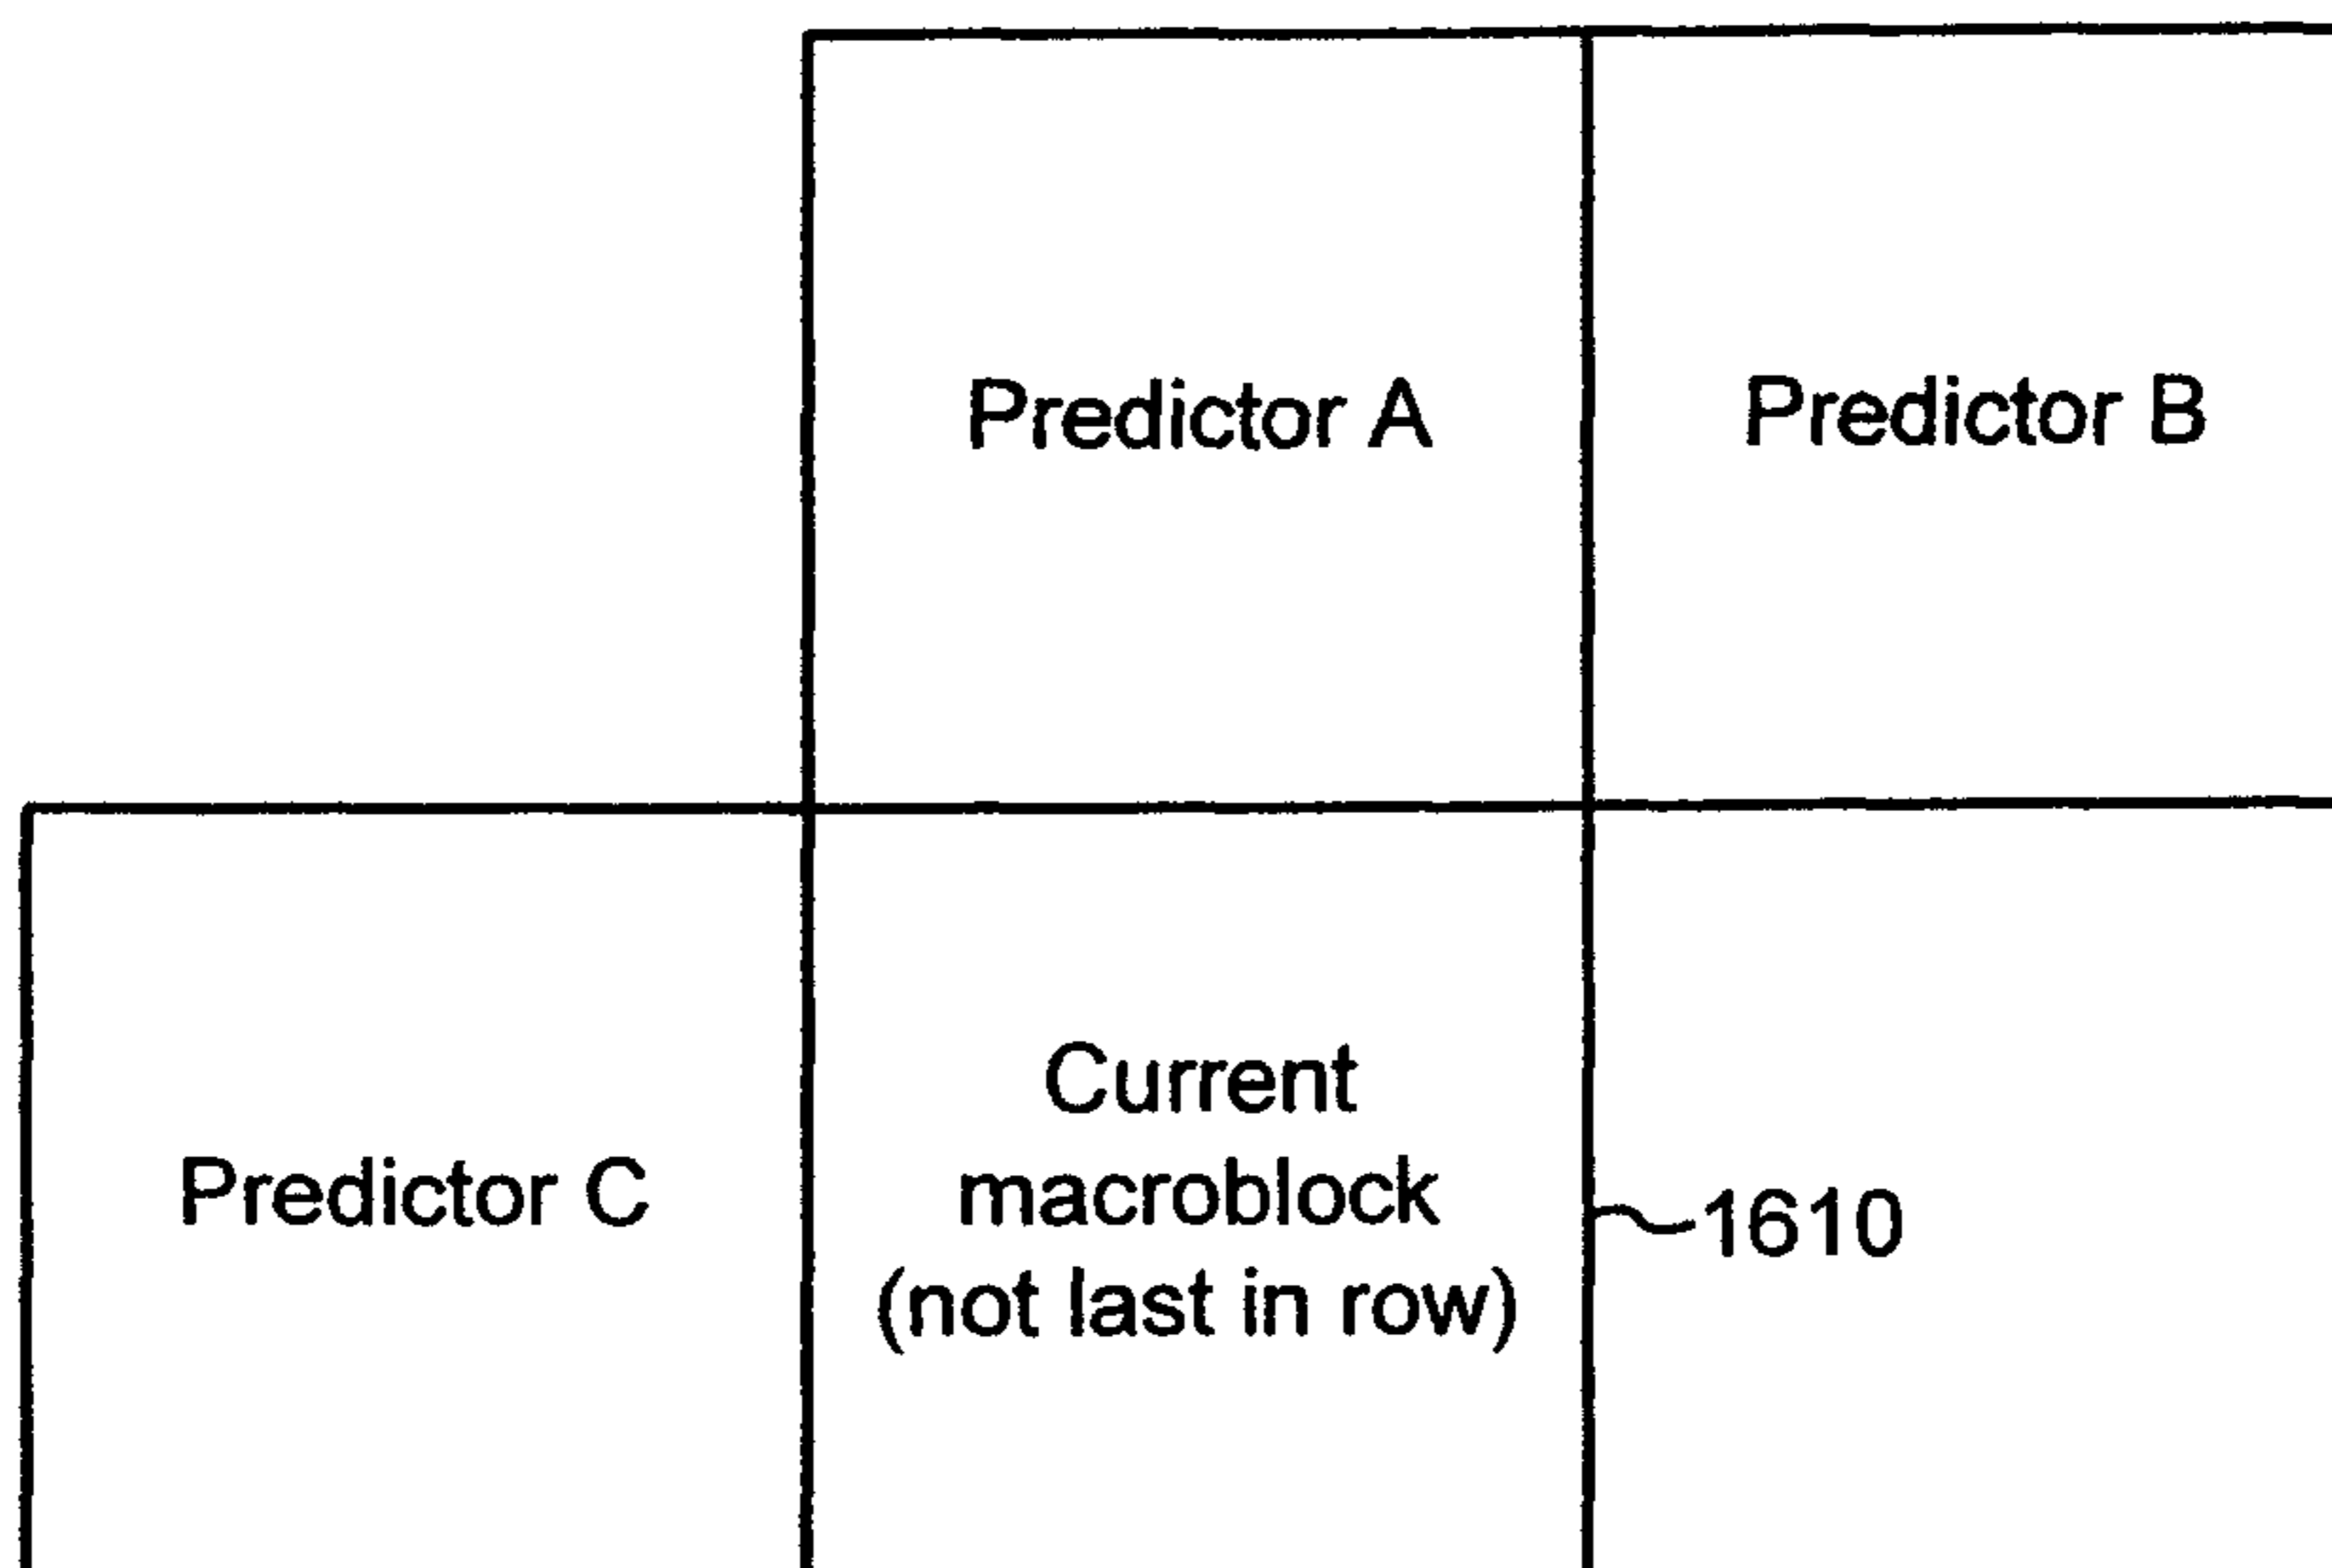 Predictor A
Predictor B
Predictor C
Current
macroblock
(not last in row)
1610